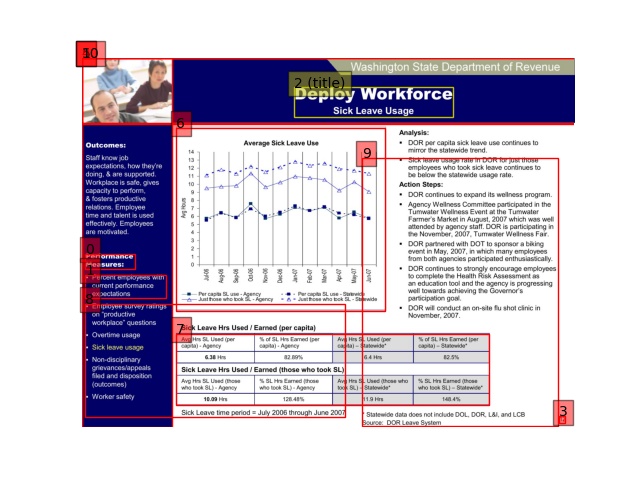 Washington State Department of Revenue
2 (title)
Deploy Workforce
Sick Leave Usage
10
Outcomes:
Staff know job
expectations, how they're
doing, & are supported.
Workplace is safe, gives
capacity to perform,
& fosters productive
relations. Employee
time and talent is used
effectively. Employees
are motivated.
0
Performance
Measures:
1
• Percent employees with
current performance
expectations
• Employee survey ratings
on "productive
workplace" questions
• Overtime usage
• Sick leave usage
• Non-disciplinary
grievances/appeals
filed and disposition
(outcomes)
• Worker safety
6
Average Sick Leave Use
Avg Hours
14
13
12
11
10
9
8
7
6
5
4
3
2
1
0
Jul-06
Aug-06
Sep-06
Oct-06
Nov-06
Dec-06
Jan-07
Feb-07
Mar-07
Apr-07
May-07
Jun-07
Per capita SL use - Agency
Per capita SL use - Statewide
Just those who took SL - Agency
Just those who took SL - Statewide
Analysis:
9
▪ DOR per capita sick leave use continues to
mirror the statewide trend.
▪ Sick leave usage rate in DOR for just those
employees who took sick leave continues to
be below the statewide usage rate.
Action Steps:
▪ DOR continues to expand its wellness program.
▪ Agency Wellness Committee participated in the
Tumwater Wellness Event at the Tumwater
Farmer's Market in August, 2007 which was well
attended by agency staff. DOR is participating in
the November, 2007, Tumwater Wellness Fair.
▪ DOR partnered with DOT to sponsor a biking
event in May, 2007, in which many employees
from both agencies participated enthusiastically.
▪ DOR continues to strongly encourage employees
to complete the Health Risk Assessment as
an education tool and the agency is progressing
well towards achieving the Governor's
participation goal.
▪ DOR will conduct an on-site flu shot clinic in
November, 2007.
7
Sick Leave Hrs Used / Earned (per capita)
Avg Hrs SL Used (per capita) - Agency
% of SL Hrs Earned (per capita) - Agency
Avg Hrs SL Used (per capita) – Statewide*
% of SL Hrs Earned (per capita) – Statewide*
6.38 Hrs 82.89% 6.4 Hrs 82.5%
Sick Leave Hrs Used / Earned (those who took SL)
Avg Hrs SL Used (those who took SL) - Agency
% SL Hrs Earned (those who took SL) - Agency
Avg Hrs SL Used (those who took SL) – Statewide*
% SL Hrs Earned (those who took SL) – Statewide*
10.09 Hrs 128.48% 11.9 Hrs 148.4%
Sick Leave time period = July 2006 through June 2007
* Statewide data does not include DOL, DOR, L&I, and LCB
Source: DOR Leave System
3